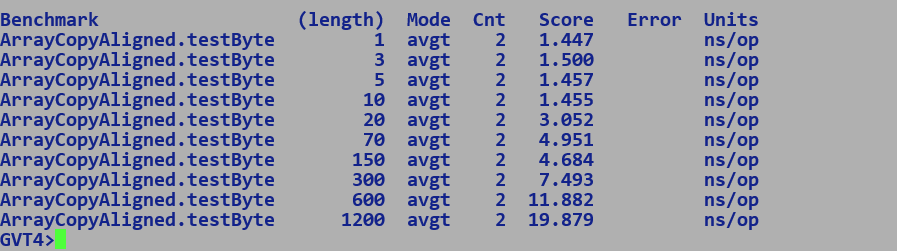 Benchmark (length) Mode Cnt Score Error Units
ArrayCopyAligned.testByte 1 avgt 2 1.447 ns/op
ArrayCopyAligned.testByte 3 avgt 2 1.500 ns/op
ArrayCopyAligned.testByte 5 avgt 2 1.457 ns/op
ArrayCopyAligned.testByte 10 avgt 2 1.455 ns/op
ArrayCopyAligned.testByte 20 avgt 2 3.052 ns/op
ArrayCopyAligned.testByte 70 avgt 2 4.951 ns/op
ArrayCopyAligned.testByte 150 avgt 2 4.684 ns/op
ArrayCopyAligned.testByte 300 avgt 2 7.493 ns/op
ArrayCopyAligned.testByte 600 avgt 2 11.882 ns/op
ArrayCopyAligned.testByte 1200 avgt 2 19.879 ns/op
GVT4>